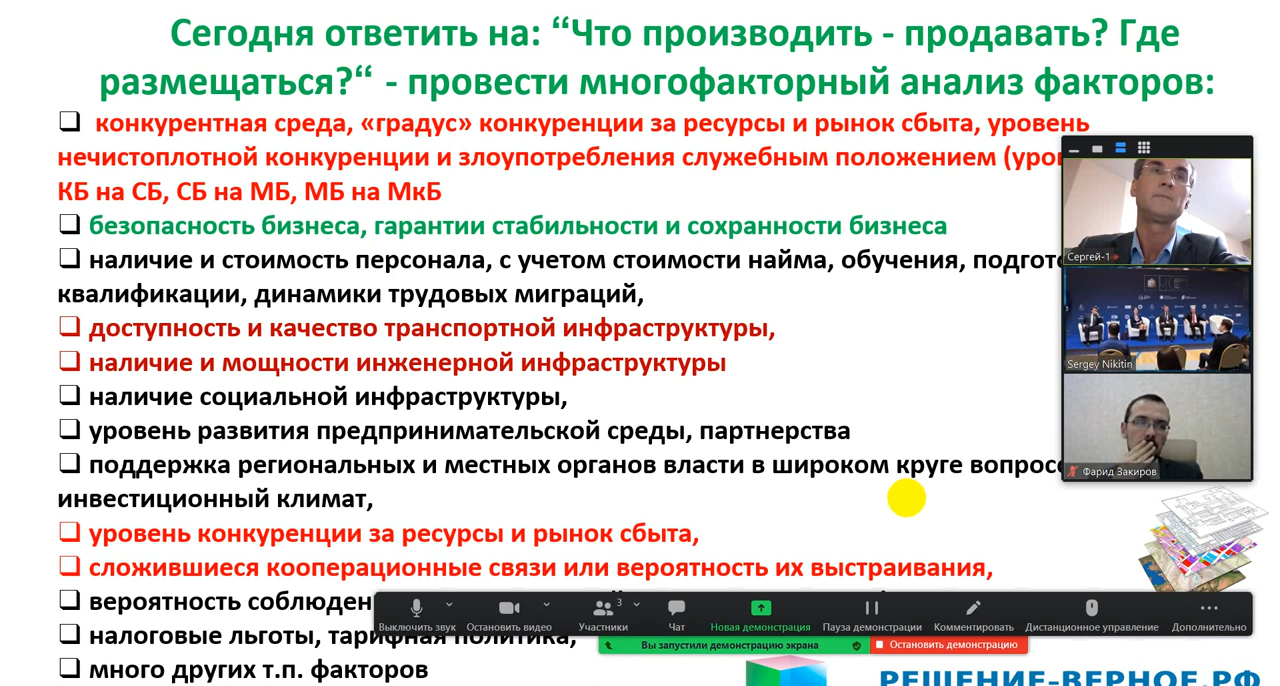 Сегодня ответить на: “Что производить - продавать? Где
размещаться?“ - провести многофакторный анализ факторов:
конкурентная среда, «градус» конкуренции за ресурсы и рынок сбыта, уровень
нечистоплотной конкуренции и злоупотребления служебным положением
КБ на СБ, СБ на МБ, МБ на МкБ
безопасность бизнеса, гарантии стабильности и сохранности бизнеса
наличие и стоимость персонала, с учетом стоимости найма, обучения,
квалификации, динамики трудовых миграций,
доступность и качество транспортной инфраструктуры,
наличие и мощности инженерной инфраструктуры
наличие социальной инфраструктуры,
уровень развития предпринимательской среды, партнерства
поддержка региональных и местных органов власти в широком круге
инвестиционный климат,
уровень конкуренции за ресурсы и рынок сбыта,
сложившиеся кооперационные связи или вероятность их выстраивания,
вероятность
налоговые льготы, тарифная политика,
много других т.п. факторов
Сергей-1
Sergey Nikitin
Фарид Закиров
3
Выключить звук Остановить видео Участники Чат Новая демонстрация Пауза демонстрации Комментировать Дистанционное управление Дополнительно
Вы запустили демонстрацию экрана Остановить демонстрацию
РЕШЕНИЕ-ВЕРНОЕ.РФ